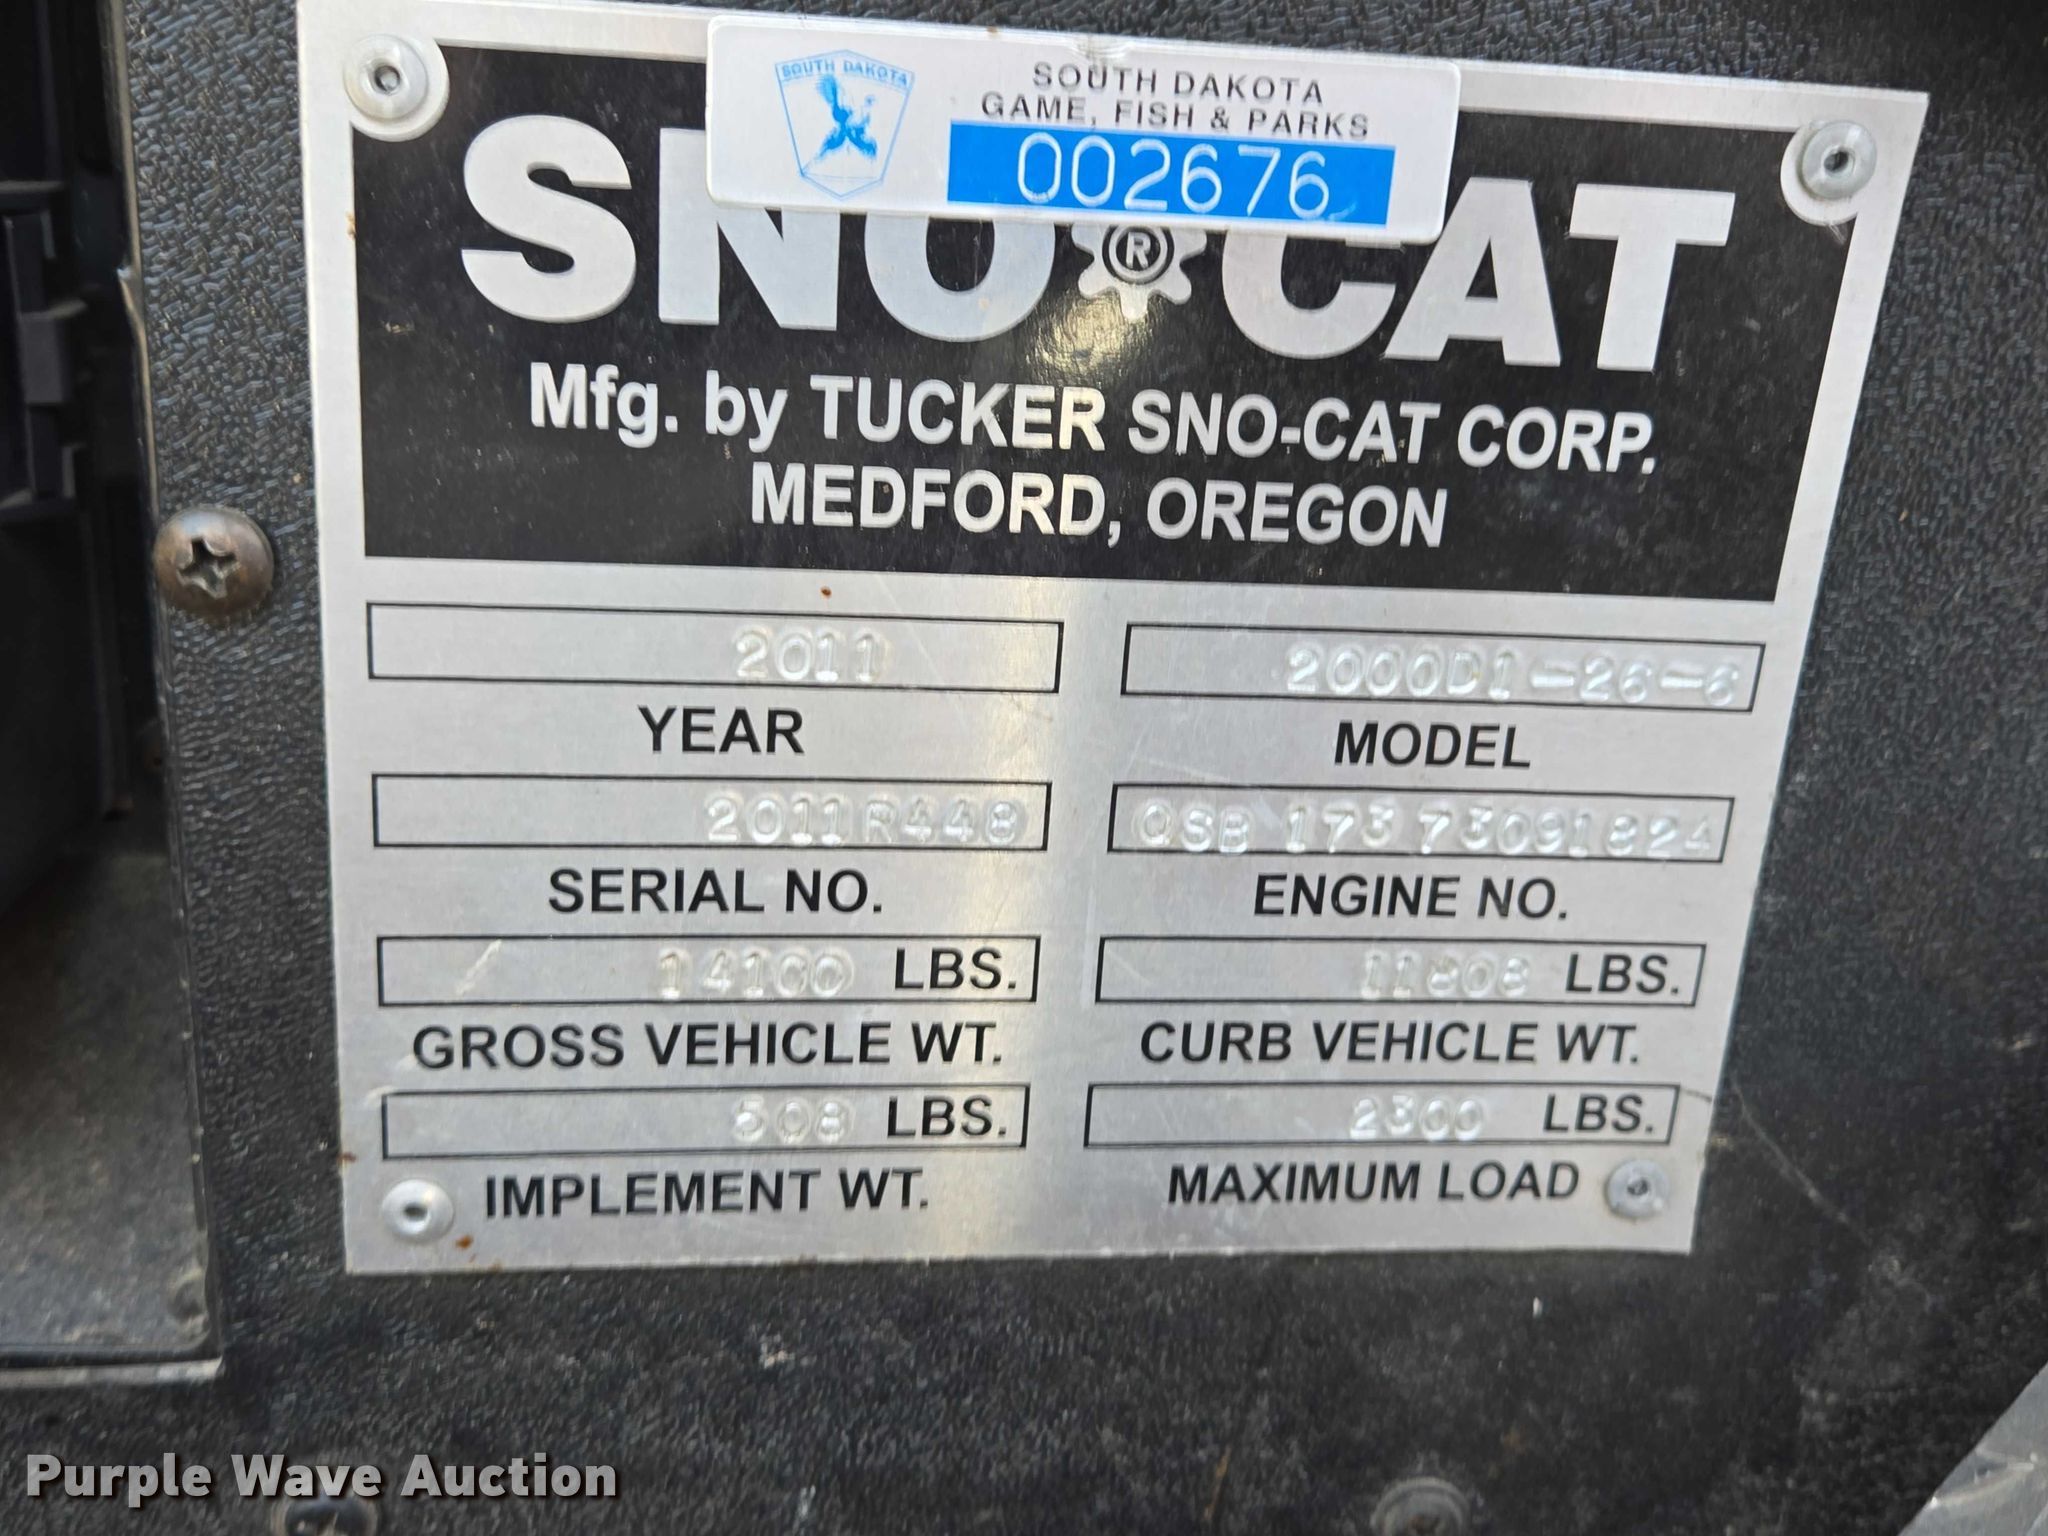 SOUTH DAKOTA
SOUTH DAKOTA
GAME, FISH & PARKS
002676
SNO CAT
®
Mfg. by TUCKER SNO-CAT CORP.
MEDFORD, OREGON
2011
YEAR
2000D1-26-6
MODEL
2011R448
SERIAL NO.
QSB 173 73091824
ENGINE NO.
14100 LBS.
GROSS VEHICLE WT.
11808 LBS.
CURB VEHICLE WT.
508 LBS.
IMPLEMENT WT.
2300 LBS.
MAXIMUM LOAD
Purple Wave Auction